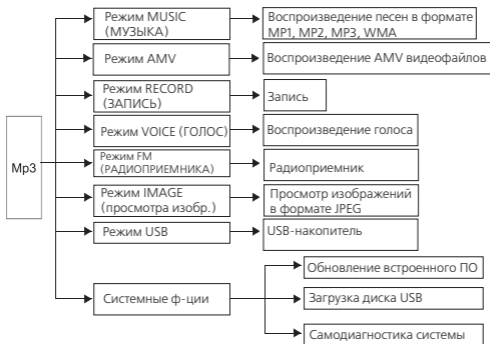 Режим MUSIC
(МУЗЫКА)
Воспроизведение песен в формате
MP1, MP2, MP3, WMA
Режим AMV
Воспроизведение AMV видеофайлов
Режим RECORD
(ЗАПИСЬ)
Запись
Режим VOICE (ГОЛОС)
Воспроизведение голоса
Mp3
Режим FM
(РАДИОПРИЕМНИКА)
Радиоприемник
Режим IMAGE
(просмотра изобр.)
Просмотр изображений
в формате JPEG
Режим USB
USB-накопитель
Системные ф-ции
Обновление встроенного ПО
Загрузка диска USB
Самодиагностика системы